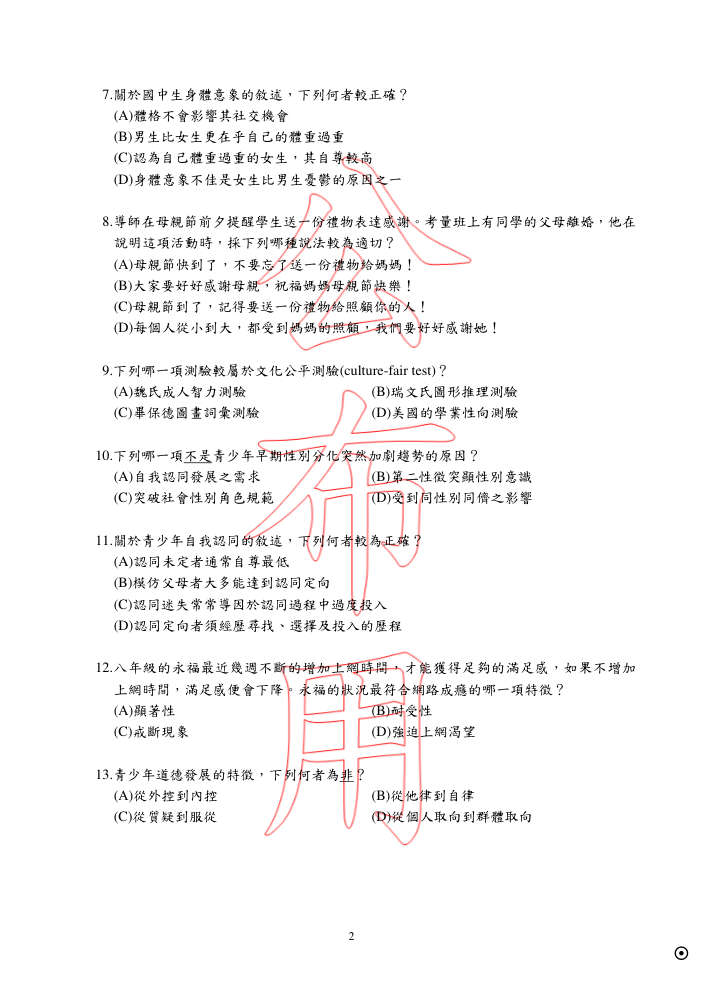 7.關於國中生身體意象的敘述，下列何者較正確？
(A)體格不會影響其社交機會
(B)男生比女生更在乎自己的體重過重
(C)認為自己體重過重的女生，其自尊較高
(D)身體意象不佳是女生比男生憂鬱的原因之一
8.導師在母親節前夕提醒學生送一份禮物表達感謝。考量班上有同學的父母離婚，他在
說明這項活動時，採下列哪種說法較為適切？
(A)母親節快到了，不要忘了送一份禮物給媽媽！
(B)大家要好好感謝母親，祝福媽媽母親節快樂！
(C)母親節到了，記得要送一份禮物給照顧你的人！
(D)每個人從小到大，都受到媽媽的照顧，我們要好好感謝她！
9.下列哪一項測驗較屬於文化公平測驗(culture-fair test)？
(A)魏氏成人智力測驗 (B)瑞文氏圖形推理測驗
(C)畢保德圖畫詞彙測驗 (D)美國的學業性向測驗
10.下列哪一項不是青少年早期性別分化突然加劇趨勢的原因？
(A)自我認同發展之需求 (B)第二性徵突顯性別意識
(C)突破社會性別角色規範 (D)受到同性別同儕之影響
11.關於青少年自我認同的敘述，下列何者較為正確？
(A)認同未定者通常自尊最低
(B)模仿父母者大多能達到認同定向
(C)認同迷失常常導因於認同過程中過度投入
(D)認同定向者須經歷尋找、選擇及投入的歷程
12.八年級的永福最近幾週不斷的增加上網時間，才能獲得足夠的滿足感，如果不增加
上網時間，滿足感便會下降。永福的狀況最符合網路成癮的哪一項特徵？
(A)顯著性 (B)耐受性
(C)戒斷現象 (D)強迫上網渴望
13.青少年道德發展的特徵，下列何者為非？
(A)從外控到內控 (B)從他律到自律
(C)從質疑到服從 (D)從個人取向到群體取向
公布用
2